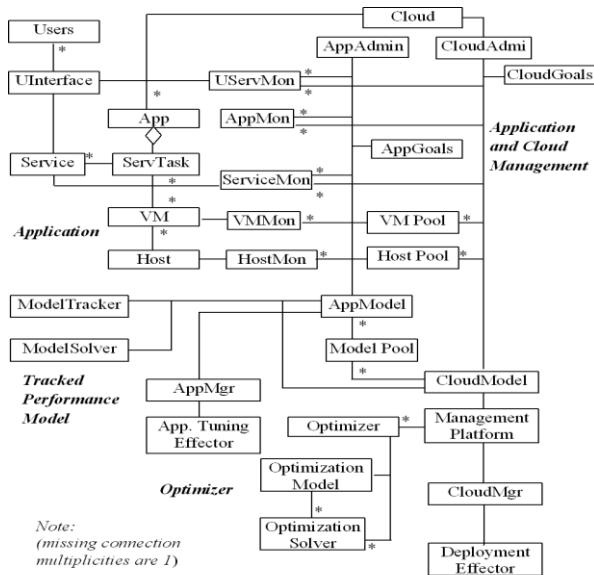 Cloud
Users
*
AppAdmin
CloudAdmi
UInterface
UServMon
*
*
CloudGoals
*
App
AppMon
*
*
Application
and Cloud
Management
AppGoals
Service
*
ServTask
*
ServiceMon
*
*
*
VM
VMMon
*
VM Pool
*
Application
*
Host
HostMon
*
Host Pool
*
ModelTracker
AppModel
*
ModelSolver
Model Pool
*
Tracked
Performance
Model
AppMgr
CloudModel
App. Tuning
Effector
Optimizer
*
Management
Platform
Optimizer
Optimization
Model
*
CloudMgr
Optimization
Solver
*
Note:
(missing connection
multiplicities are 1)
Deployment
Effector